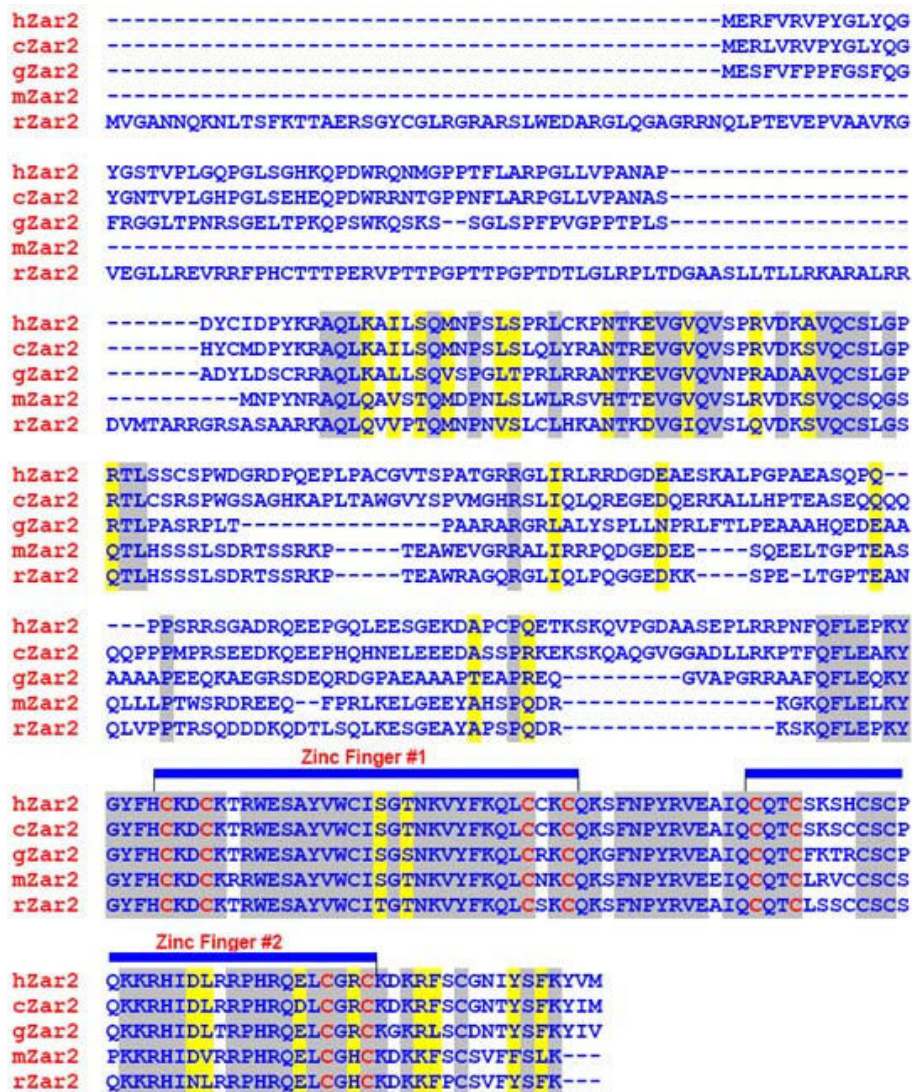 hZar2 ----------------------------------------------MERFVRVPYGLYQG
cZar2 ----------------------------------------------MERLVRVPYGLYQG
gZar2 ----------------------------------------------MESFVFPPFGSFQG
mZar2 ------------------------------------------------------------
rZar2 MVGANNQKNLTSFKTTAERSGYCGLRGRARSLWEDARGLQGAGRRNQLPTEVEPVAAVKG
hZar2 YGSTVPLGQPGLSGHKQPDWRQNMGPPTFLARPGLLVPANAP------------------
cZar2 YGNTVPLGHPGLSEHEQPDWRRNTGPPNFLARPGLLVPANAS------------------
gZar2 FRGGLTPNRSGELTPKQPSWKQSKS--SGLSPFPVGPPTPLS------------------
mZar2 ------------------------------------------------------------
rZar2 VEGLLREVRRFPHCTTTPERVPTTPGPTTPGPTDTLGLRPLTDGAASLLTLLRKARALRR
hZar2 -------DYCIDPYKRAQLKAILSQMNPSLSPRLCKPNTKEVGVQVSPRVDKAVQCSLGP
cZar2 -------HYCMDPYKRAQLKAILSQMNPSLSLQLYRANTREVGVQVSPRVDKSVQCSLGP
gZar2 -------ADYLDSCRRAQLKALLSQVSPGLTPRLRRANTKEVGVQVNPRADAAVQCSLGP
mZar2 ----------MNPYNRAQLQAVSTQMDPNLSLWLRSVHTTEVGVQVSLRVDKSVQCSQGS
rZar2 DVMTARRGRSASAARKAQLQVVPTQMNPNVSLCLHKANTKDVGIQVSLQVDKSVQCSLGS
hZar2 RTLSSCSPWDGRDPQEPLPACGVTSPATGRRGLIRLRRDGDEAESKALPGPAEASQPQ--
cZar2 RTLCSRSPWGSAGHKAPLTAWGVYSPVMGHRSLIQLQREGEDQERKALLHPTEASEQQQQ
gZar2 RTLPASRPLT---------------PAARARGRLALYSPLLNPRLFTLPEAAAHQEDEAA
mZar2 QTLHSSSLSDRTSSRKP-----TEAWEVGRRALIRRPQDGEDEE----SQEELTGPTEAS
rZar2 QTLHSSSLSDRTSSRKP-----TEAWRAGQRGLIQLPQGGEDKK----SPE-LTGPTEAN
hZar2 ---PPSRRSGADRQEEPGQLEESGEKDAPCPQETKSKQVPGDAASEPLRRPNFQFLEPKY
cZar2 QQPPPMPRSEEDKQEEPHQHNELEEEDASSPRKEKSKQAQGVGGADLLRKPTFQFLEAKY
gZar2 AAAAPEEQKAEGRSDEQRDGPAEAAAPTEAPREQ---------GVAPGRRAAFQFLEQKY
mZar2 QLLLPTWSRDREEQ--FPRLKELGEEYAHSPQDR----------------KGKQFLELKY
rZar2 QLVPPTRSQDDDKQDTLSQLKESGEAYAPSPQDR----------------KSKQFLEPKY
Zinc Finger #1
hZar2 GYFHCKDCKTRWESAYVWCISGTNKVYFKQLCCKCQKSFNPYRVEAIQCQTCSKSHCSCP
cZar2 GYFHCKDCKTRWESAYVWCISGTNKVYFKQLCCKCQKSFNPYRVEAIQCQTCSKSCCSCP
gZar2 GYFHCKDCKTRWESAYVWCISGSNKVYFKQLCRKCQKGFNPYRVEAIQCQTCFKTRCSCP
mZar2 GYFHCKDCKRRWESAYVWCISGTNKVYFKQLCNKCQKSFNPYRVEEIQCQTCLRVCCSCS
rZar2 GYFHCKDCKTRWESAYVWCITGTNKVYFKQLCSKCQKSFNPYRVEAIQCQTCLSSCCSCS
Zinc Finger #2
hZar2 QKKRHIDLRRPHRQELCGRCKDKRFSCGNIYSFKYVM
cZar2 QKKRHIDLRRPHRQDLCGRCKDKRFSCGNIYSFKYIM
gZar2 QKKRHIDLTRPHRQELCGRCKGKRLSCDNTYSFKYIV
mZar2 PKKRHIDVRRPHRQELCGHCKDKKFSCSVFFSLK---
rZar2 QKKRHINLRRPHRQELCGHCKDKKFPCSVFYSFK---